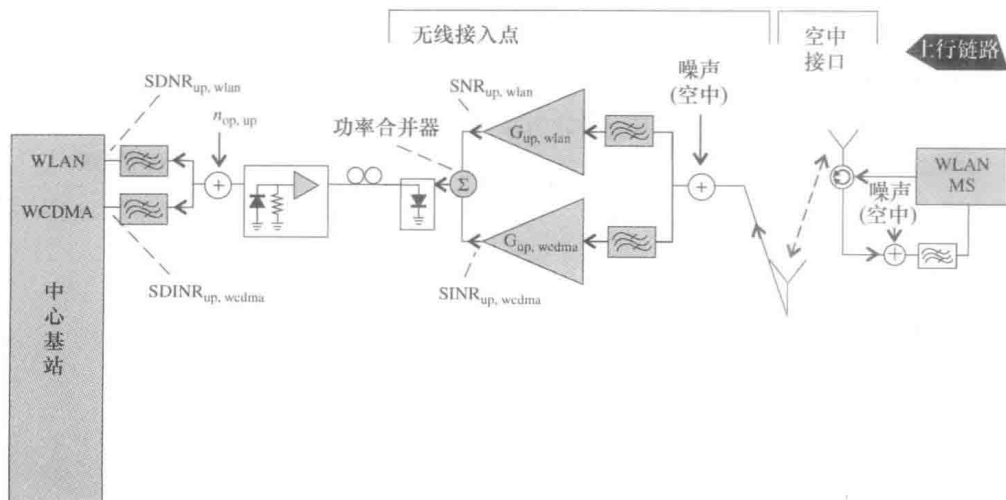 无线接入点
空中
接口
上行链路
SDNR_up, wlan
n_op, up
功率合并器
SNR_up, wlan
噪声
(空中)
G_up, wlan
WLAN
WCDMA
Σ
G_up, wcdma
WLAN
MS
噪声
(空中)
SDINR_up, wcdma
SINR_up, wcdma
中
心
基
站